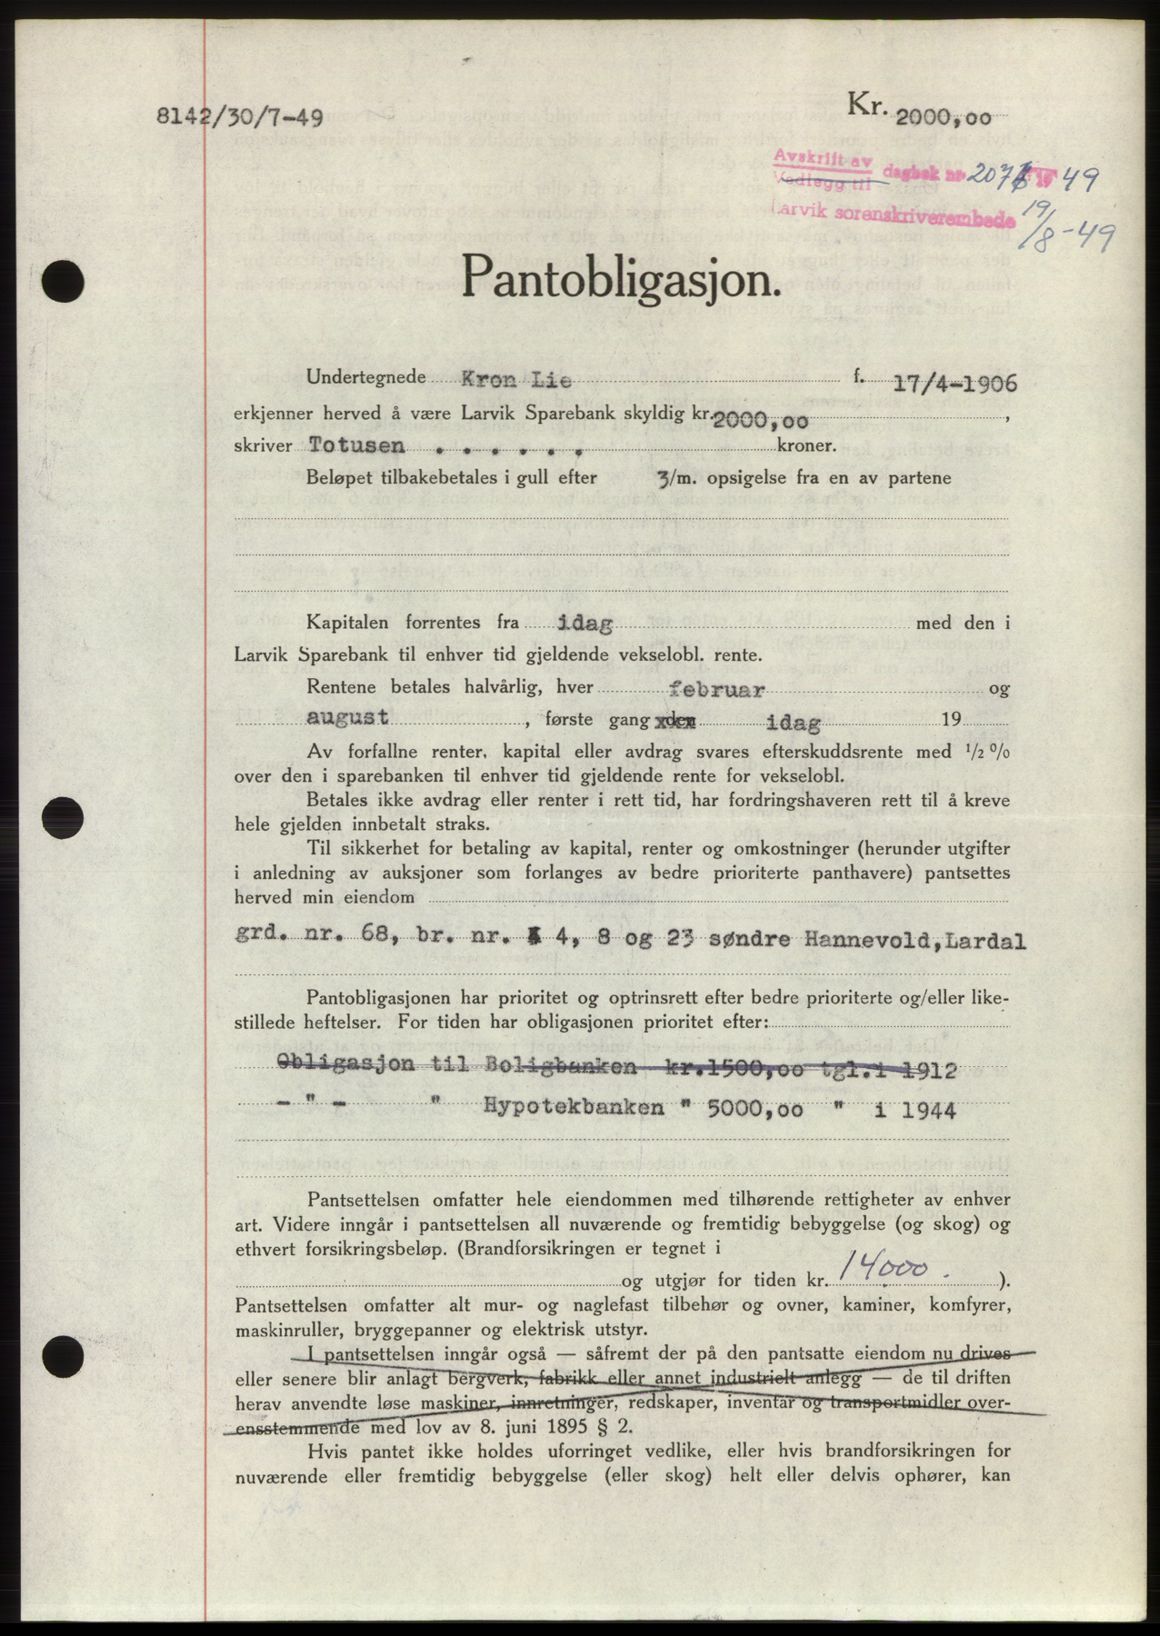 8142/30/7-49
Kr. 2000,00
Avskrift av
Vedlegg til dagbok nr. 2071 19 49
Larvik sorenskriverembede 19/8-49
Pantobligasjon.
Undertegnede Kron Lie f. 17/4-1906
erkjenner herved å være Larvik Sparebank skyldig kr. 2000,00 ,
skriver Totusen . . . . . . kroner.
Beløpet tilbakebetales i gull efter 3/m. opsigelse fra en av partene
Kapitalen forrentes fra idag med den i
Larvik Sparebank til enhver tid gjeldende vekselobl. rente.
Rentene betales halvårlig, hver februar og
august , første gang den idag 19
Av forfallne renter, kapital eller avdrag svares efterskuddsrente med 1/2 %
over den i sparebanken til enhver tid gjeldende rente for vekselobl.
Betales ikke avdrag eller renter i rett tid, har fordringshaveren rett til å kreve
hele gjelden innbetalt straks.
Til sikkerhet for betaling av kapital, renter og omkostninger (herunder utgifter
i anledning av auksjoner som forlanges av bedre prioriterte panthavere) pantsettes
herved min eiendom
grd. nr. 68, br. nr. 4, 8 og 23 søndre Hannevold, Lardal
Pantobligasjonen har prioritet og optrinsrett efter bedre prioriterte og/eller like-
stillede heftelser. For tiden har obligasjonen prioritet efter:
Obligasjon til Boligbanken kr.1500,00 tgl.i 1912
- " - " Hypotekbanken " 5000,00 " i 1944
Pantsettelsen omfatter hele eiendommen med tilhørende rettigheter av enhver
art. Videre inngår i pantsettelsen all nuværende og fremtidig bebyggelse (og skog) og
ethvert forsikringsbeløp. (Brandforsikringen er tegnet i
og utgjør for tiden kr. 14000. ).
Pantsettelsen omfatter alt mur- og naglefast tilbehør og ovner, kaminer, komfyrer,
maskinruller, bryggepanner og elektrisk utstyr.
I pantsettelsen inngår også — såfremt der på den pantsatte eiendom nu drives
eller senere blir anlagt bergverk, fabrikk eller annet industrielt anlegg — de til driften
herav anvendte løse maskiner, innretninger, redskaper, inventar og transportmidler over-
ensstemmende med lov av 8. juni 1895 § 2.
Hvis pantet ikke holdes uforringet vedlike, eller hvis brandforsikringen for
nuværende eller fremtidig bebyggelse (eller skog) helt eller delvis ophører, kan